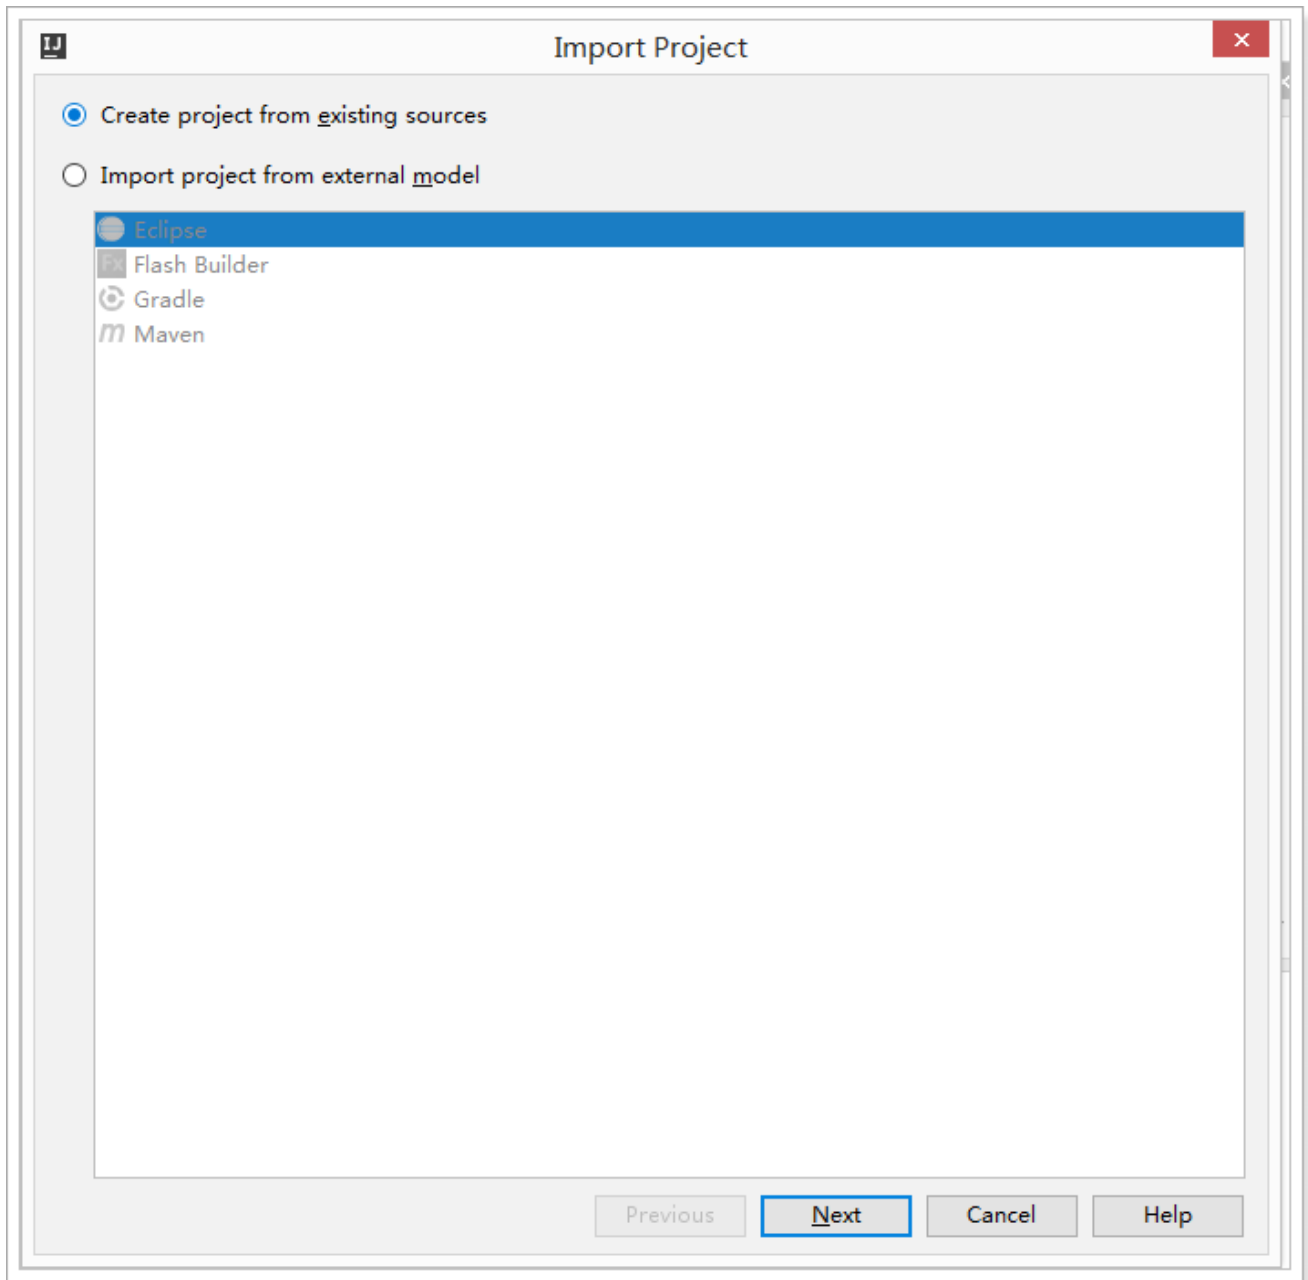 IJ
Import Project
Create project from existing sources
Import project from external model
Eclipse
Fx Flash Builder
Gradle
m Maven
Previous Next Cancel Help